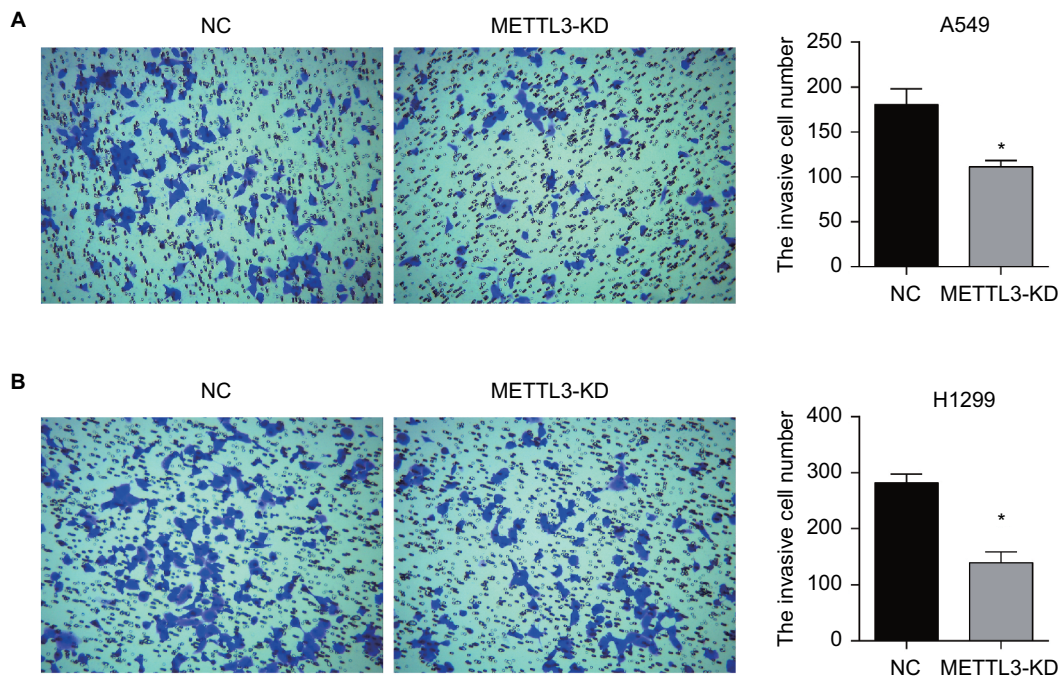 A
NC
METTL3-KD
A549
The invasive cell number
250
200
150
100
50
0
*
NC
METTL3-KD
B
NC
METTL3-KD
H1299
The invasive cell number
400
300
200
100
0
*
NC
METTL3-KD